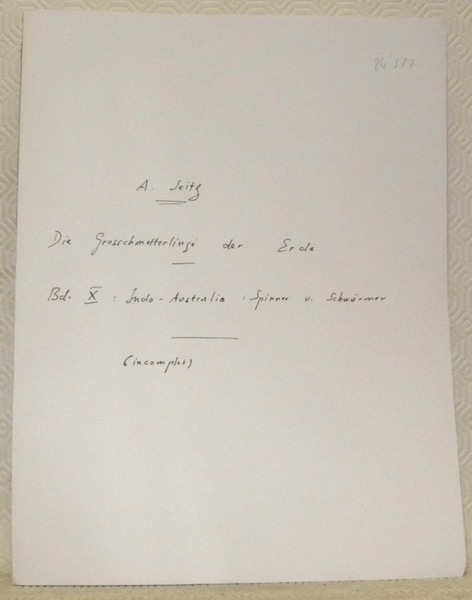 84'377
A. Seitz
Die Grossschmetterlinge der Erde
Bd. X : Indo-Australia, Spinner u. Schwärmer
(incomplet)